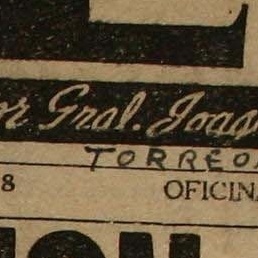 or Gral. Joaq
TORREO
8 OFICIN